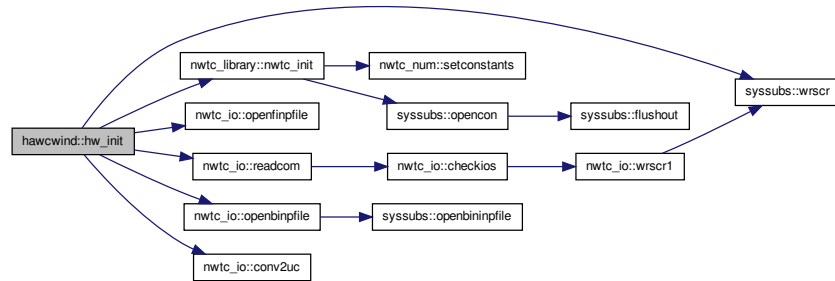 nwtc_library::nwtc_init
nwtc_num::setconstants
syssubs::wrscr
nwtc_io::openfinpfile
syssubs::opencon
syssubs::flushout
hawcwind::hw_init
nwtc_io::readcom
nwtc_io::checkios
nwtc_io::wrscr1
nwtc_io::openbinpfile
syssubs::openbininpfile
nwtc_io::conv2uc